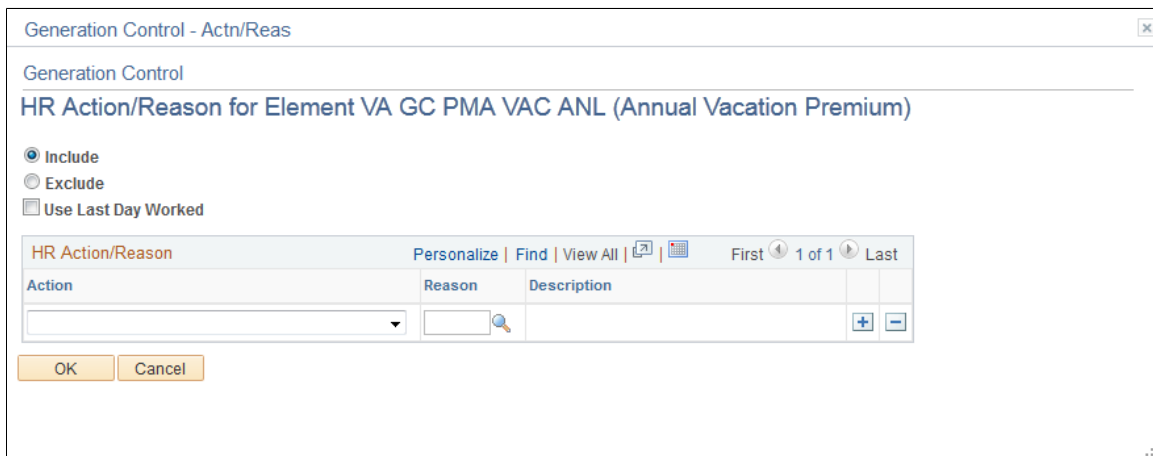 Generation Control - Actn/Reas
Generation Control
HR Action/Reason for Element VA GC PMA VAC ANL (Annual Vacation Premium)
Include
Exclude
Use Last Day Worked
HR Action/Reason Personalize | Find | View All | | First 1 of 1 Last
Action Reason Description
OK Cancel